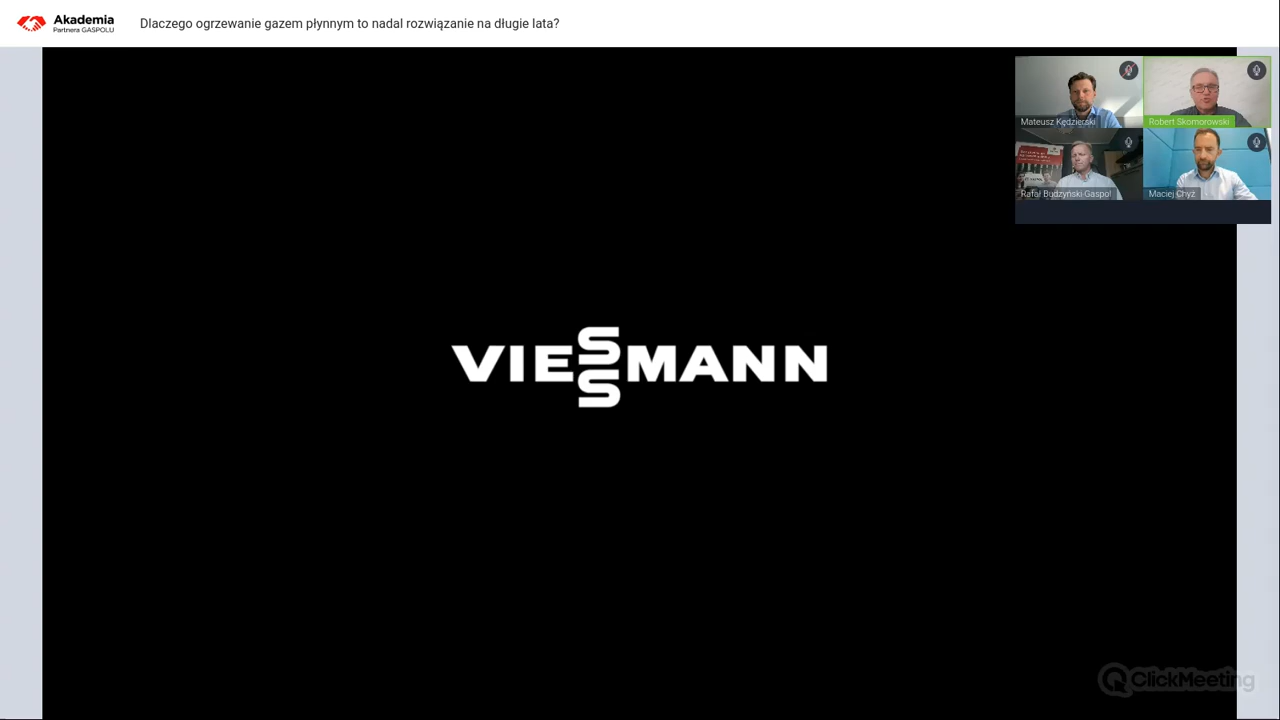 Akademia
Partnera GASPOLU
Dlaczego ogrzewanie gazem płynnym to nadal rozwiązanie na długie lata?
Mateusz Kędzierski
Robert Skomorowski
Rafał Budzyński Gaspol
Maciej Chyż
VIESSMANN
ClickMeeting